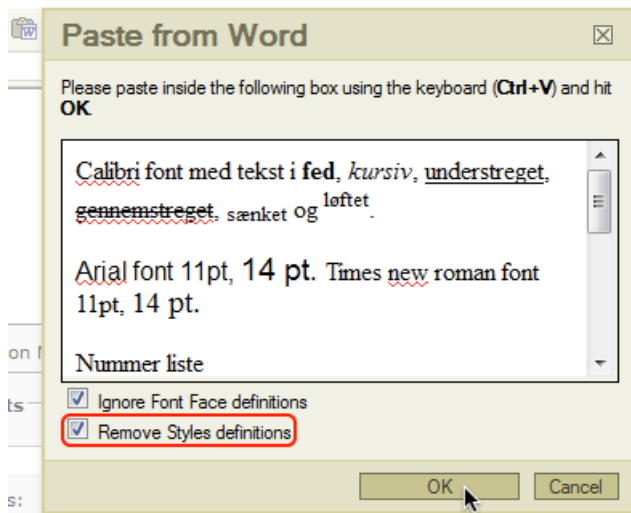 Paste from Word
Please paste inside the following box using the keyboard (Ctrl+V) and hit
OK.
Calibri font med tekst i fed, kursiv, understreget,
gennemstreget, sænket og løftet.
Arial font 11pt, 14 pt. Times new roman font
11pt, 14 pt.
Nummer liste
on
Ignore Font Face definitions
ts
Remove Styles definitions
OK
Cancel
s: